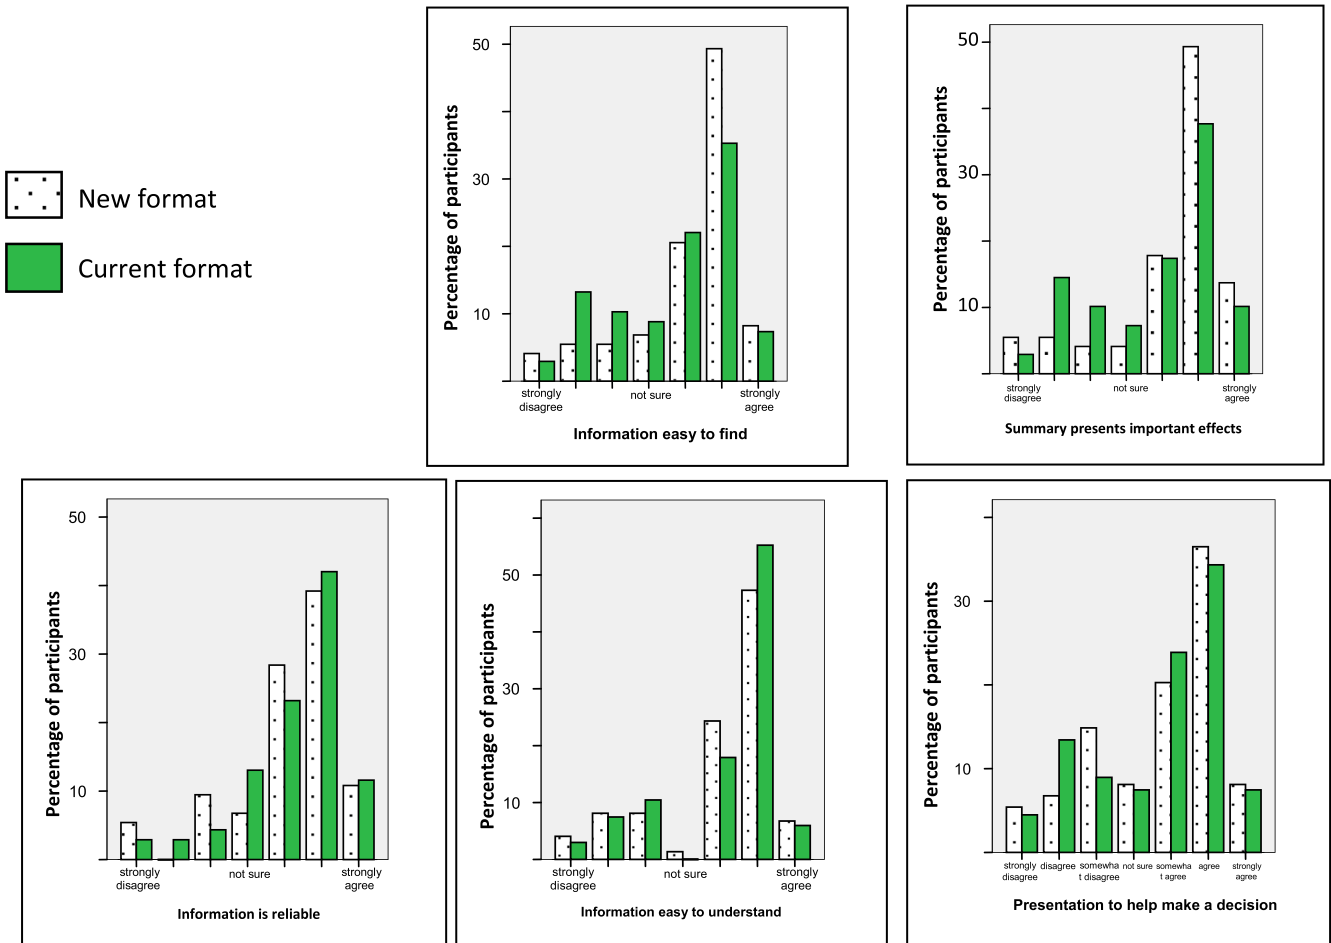 New format
Current format
50
30
10
Percentage of participants
strongly
disagree
not sure
strongly
agree
Information easy to find
50
30
10
Percentage of participants
strongly
disagree
not sure
strongly
agree
Summary presents important effects
50
30
10
Percentage of participants
strongly
disagree
not sure
strongly
agree
Information is reliable
50
30
10
Percentage of participants
strongly
disagree
not sure
strongly
agree
Information easy to understand
30
10
Percentage of participants
strongly
disagree
disagree
somewha
t disagree
not sure
somewha
t agree
agree
strongly
agree
Presentation to help make a decision